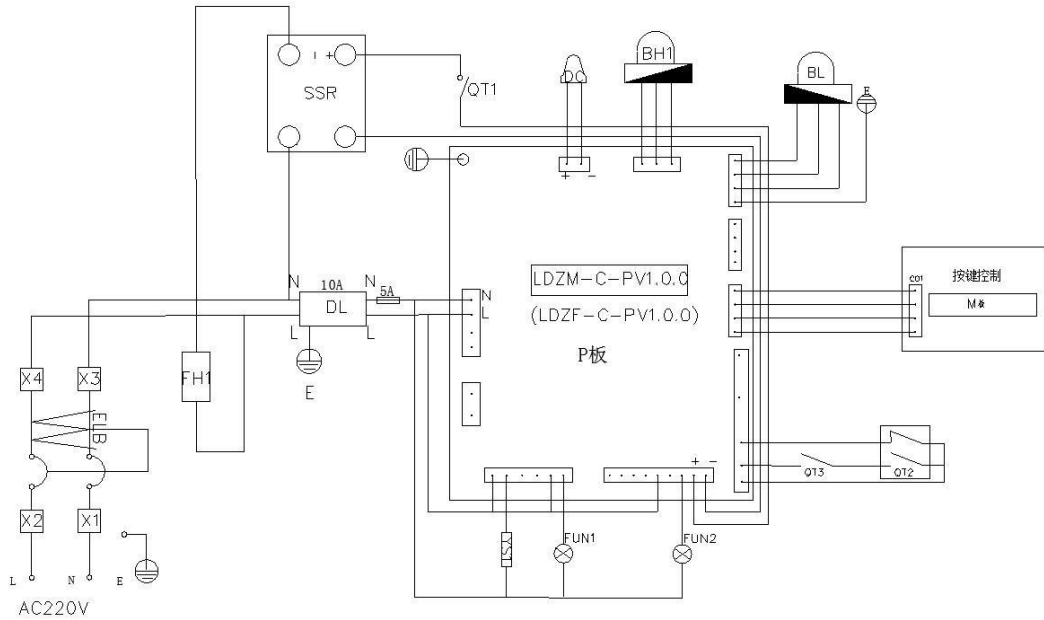 SSR
- +
QT1
DC
BH1
BL
E
+ -
N
10A
N
5A
DL
L
L
E
N
L
LDZM-C-PV1.0.0
(LDZF-C-PV1.0.0)
P板
C01
按键控制
X4
X3
FH1
ELB
X2
X1
L
N
E
AC220V
+ -
QT3
QT2
FUN1
FUN2